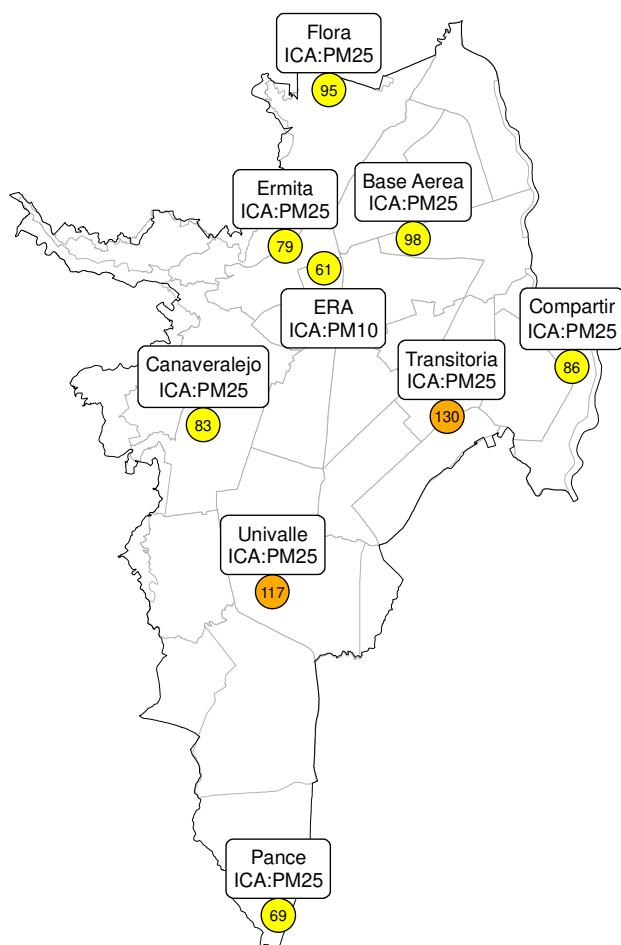 Flora
ICA:PM25
95
Ermita
ICA:PM25
79
Base Aerea
ICA:PM25
98
61
ERA
ICA:PM10
Compartir
ICA:PM25
86
Canaveralejo
ICA:PM25
83
Transitoria
ICA:PM25
130
Univalle
ICA:PM25
117
Pance
ICA:PM25
69